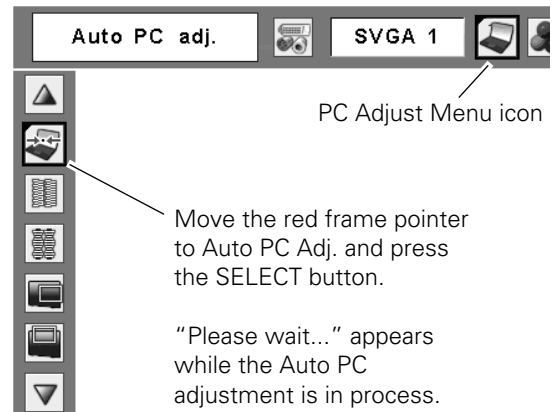 Auto PC adj.
SVGA 1
PC Adjust Menu icon
Move the red frame pointer
to Auto PC Adj. and press
the SELECT button.
“Please wait...” appears
while the Auto PC
adjustment is in process.